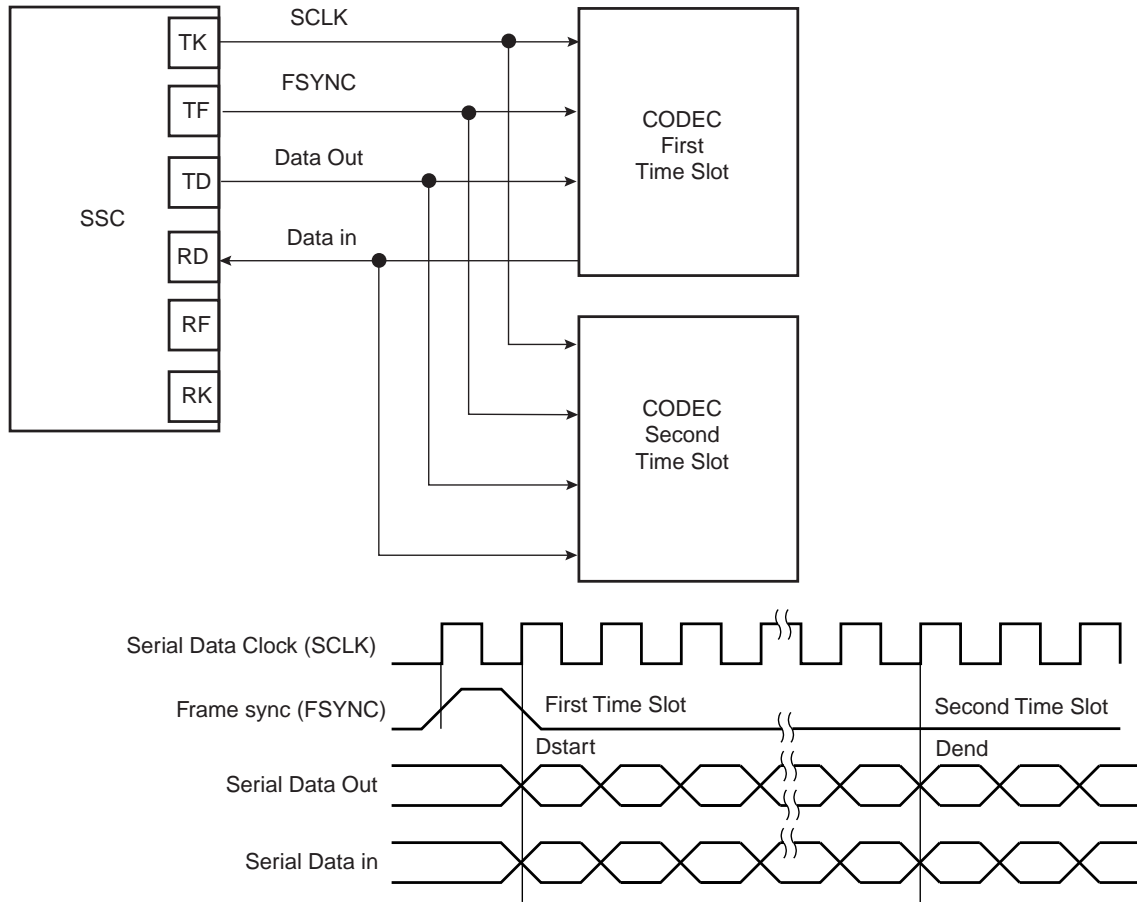 SSC
TK
TF
TD
RD
RF
RK
SCLK
FSYNC
Data Out
Data in
CODEC
First
Time Slot
CODEC
Second
Time Slot
Serial Data Clock (SCLK)
Frame sync (FSYNC)
First Time Slot
Second Time Slot
Dstart
Dend
Serial Data Out
Serial Data in